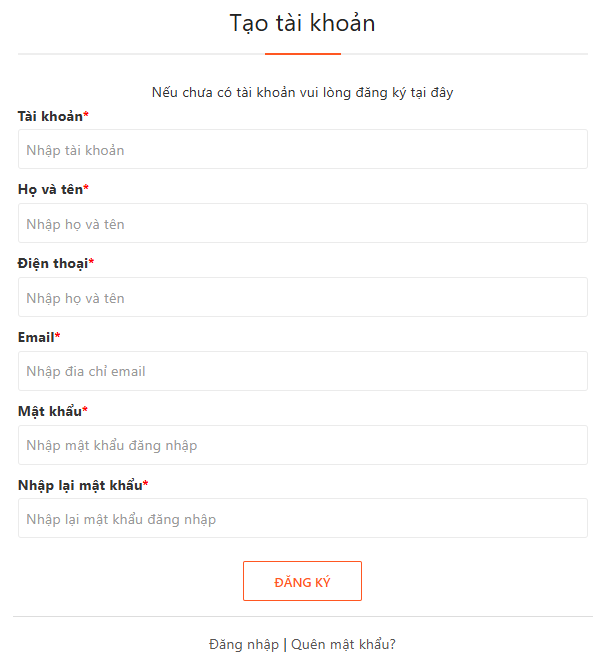 Tạo tài khoản
Nếu chưa có tài khoản vui lòng đăng ký tại đây
Tài khoản*
Nhập tài khoản
Họ và tên*
Nhập họ và tên
Điện thoại*
Nhập họ và tên
Email*
Nhập đia chỉ email
Mật khẩu*
Nhập mật khẩu đăng nhập
Nhập lại mật khẩu*
Nhập lại mật khẩu đăng nhập
ĐĂNG KÝ
Đăng nhập | Quên mật khẩu?